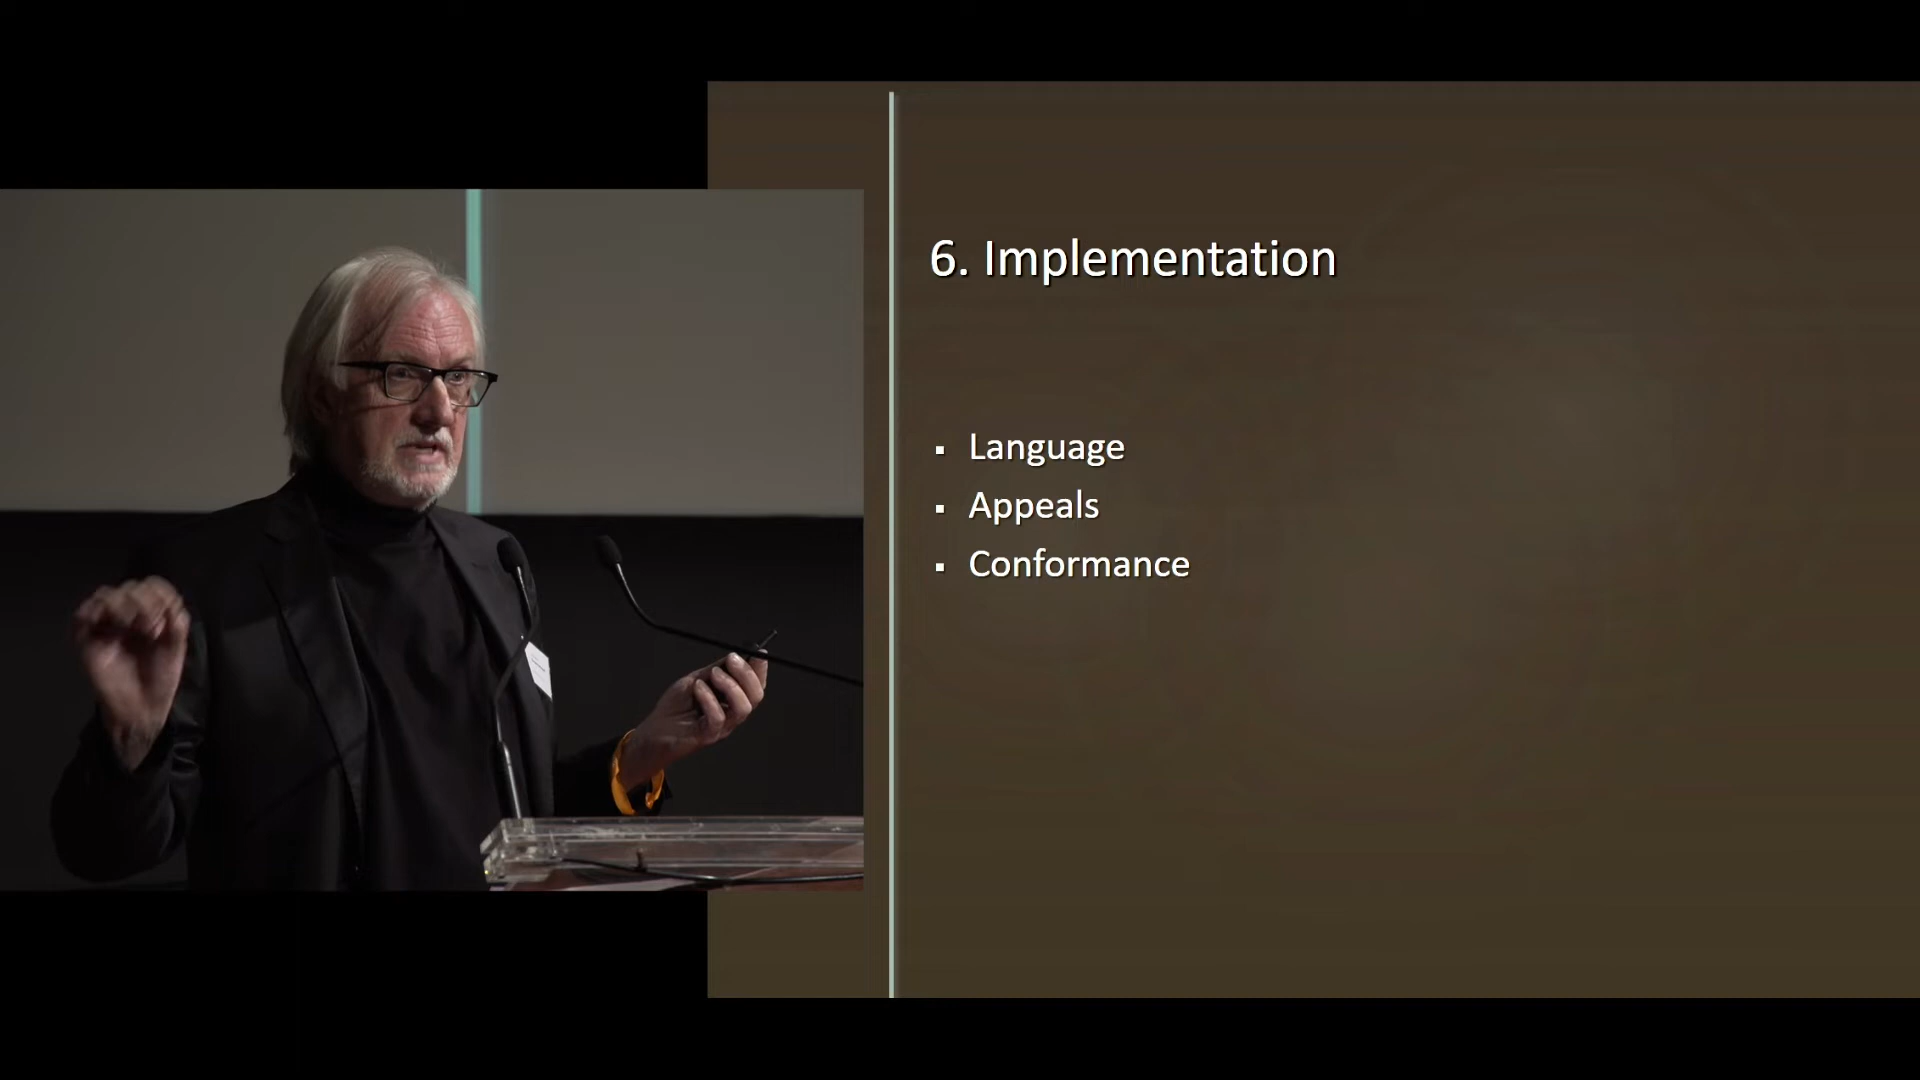 6. Implementation
▪ Language
▪ Appeals
▪ Conformance